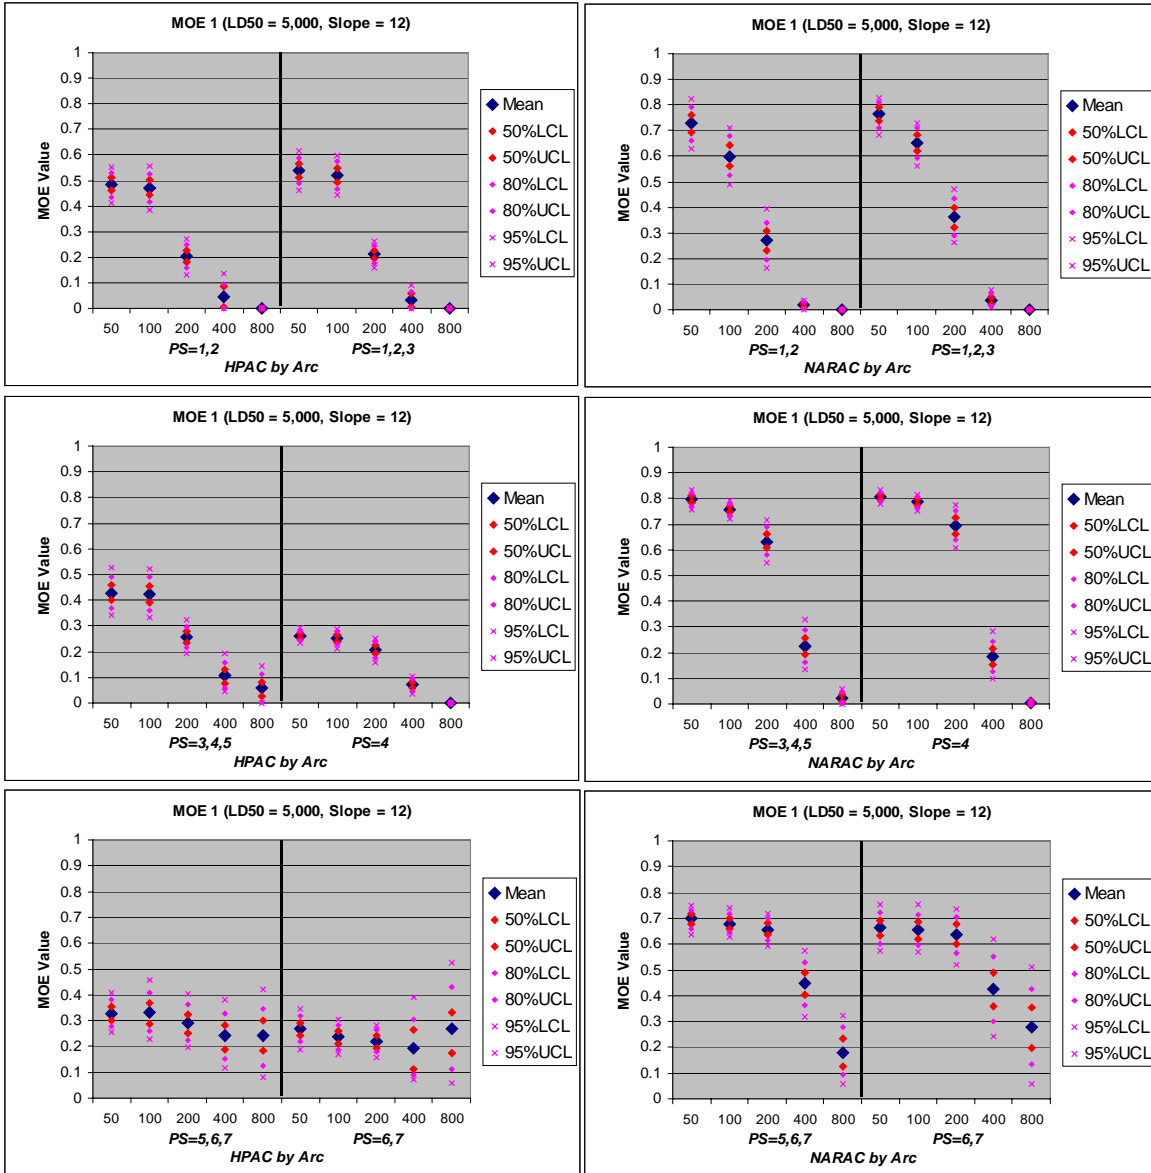 MOE 1 (LD50 = 5,000, Slope = 12)
1
0.9
0.8
0.7
0.6
0.5
0.4
0.3
0.2
0.1
0
MOE Value
50 100 200 400 800 50 100 200 400 800
PS=1,2 PS=1,2,3
HPAC by Arc
Mean
50%LCL
50%UCL
80%LCL
80%UCL
95%LCL
95%UCL
MOE 1 (LD50 = 5,000, Slope = 12)
1
0.9
0.8
0.7
0.6
0.5
0.4
0.3
0.2
0.1
0
MOE Value
50 100 200 400 800 50 100 200 400 800
PS=1,2 PS=1,2,3
NARAC by Arc
Mean
50%LCL
50%UCL
80%LCL
80%UCL
95%LCL
95%UCL
MOE 1 (LD50 = 5,000, Slope = 12)
1
0.9
0.8
0.7
0.6
0.5
0.4
0.3
0.2
0.1
0
MOE Value
50 100 200 400 800 50 100 200 400 800
PS=3,4,5 PS=4
HPAC by Arc
Mean
50%LCL
50%UCL
80%LCL
80%UCL
95%LCL
95%UCL
MOE 1 (LD50 = 5,000, Slope = 12)
1
0.9
0.8
0.7
0.6
0.5
0.4
0.3
0.2
0.1
0
MOE Value
50 100 200 400 800 50 100 200 400 800
PS=3,4,5 PS=4
NARAC by Arc
Mean
50%LCL
50%UCL
80%LCL
80%UCL
95%LCL
95%UCL
MOE 1 (LD50 = 5,000, Slope = 12)
1
0.9
0.8
0.7
0.6
0.5
0.4
0.3
0.2
0.1
0
MOE Value
50 100 200 400 800 50 100 200 400 800
PS=5,6,7 PS=6,7
HPAC by Arc
Mean
50%LCL
50%UCL
80%LCL
80%UCL
95%LCL
95%UCL
MOE 1 (LD50 = 5,000, Slope = 12)
1
0.9
0.8
0.7
0.6
0.5
0.4
0.3
0.2
0.1
0
MOE Value
50 100 200 400 800 50 100 200 400 800
PS=5,6,7 PS=6,7
NARAC by Arc
Mean
50%LCL
50%UCL
80%LCL
80%UCL
95%LCL
95%UCL